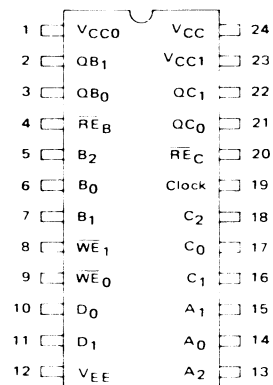 1 VCC0 VCC 24
2 QB1 VCC1 23
3 QB0 QC1 22
4 R̅E̅B QC0 21
5 B2 R̅E̅C 20
6 B0 Clock 19
7 B1 C2 18
8 W̅E̅1 C0 17
9 W̅E̅0 C1 16
10 D0 A1 15
11 D1 A0 14
12 VEE A2 13